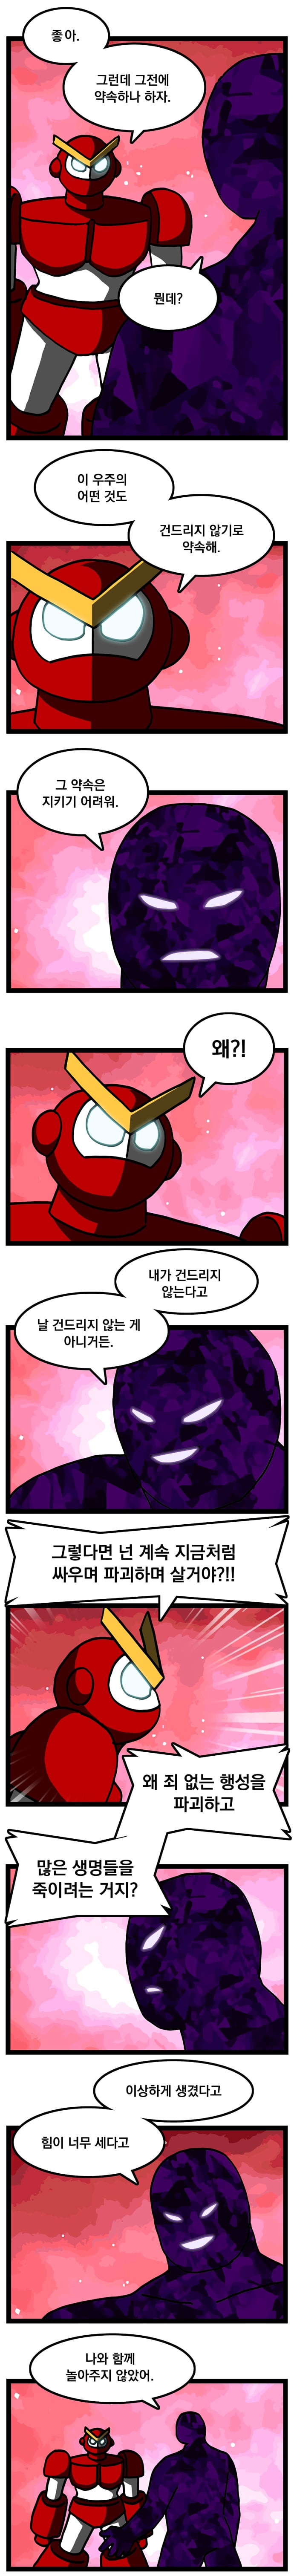 좋아.
그런데 그전에
약속하나 하자.
뭔데?
이 우주의
어떤 것도
건드리지 않기로
약속해.
그 약속은
지키기 어려워.
왜?!
내가 건드리지
않는다고
날 건드리지 않는 게
아니거든.
그렇다면 넌 계속 지금처럼
싸우며 파괴하며 살거야?!!
왜 죄 없는 행성을
파괴하고
많은 생명들을
죽이려는 거지?
이상하게 생겼다고
힘이 너무 세다고
나와 함께
놀아주지 않았어.